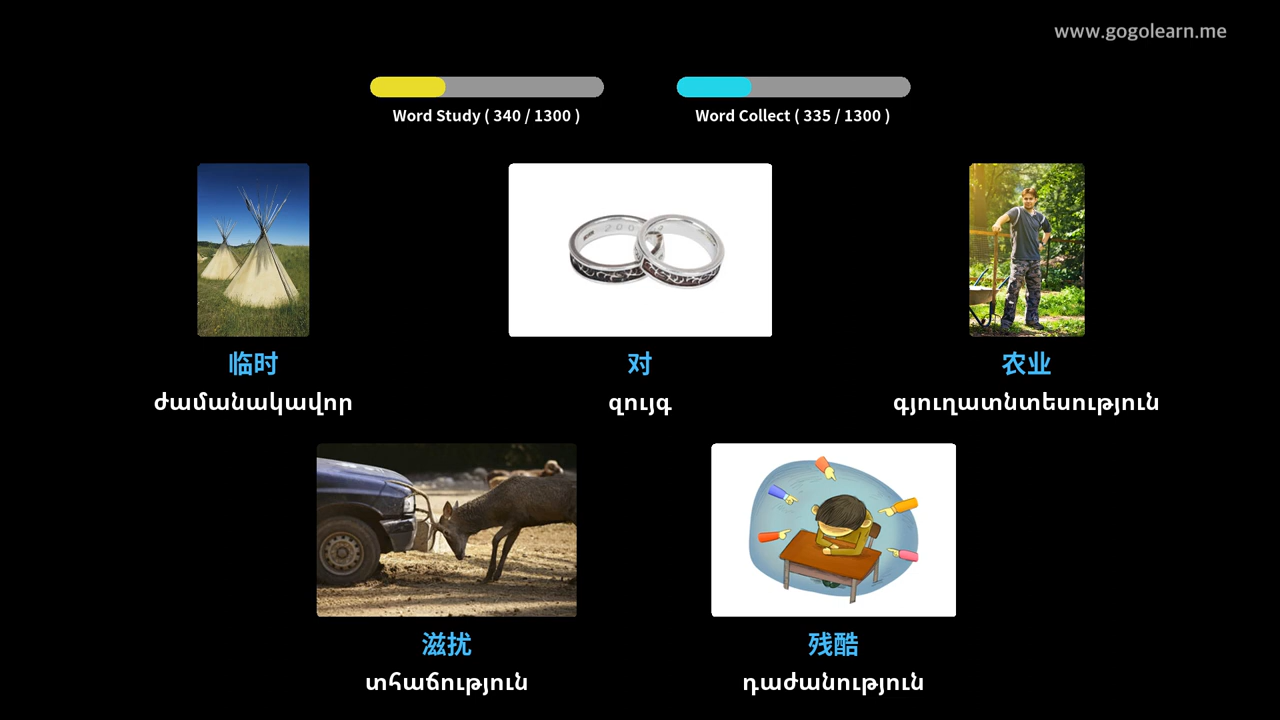 www.gogolearn.me
Word Study ( 340 / 1300 )
Word Collect ( 335 / 1300 )
临时
ժամանակավոր
对
զույգ
农业
գյուղատնտեսություն
滋扰
տհաճություն
残酷
դաժանություն